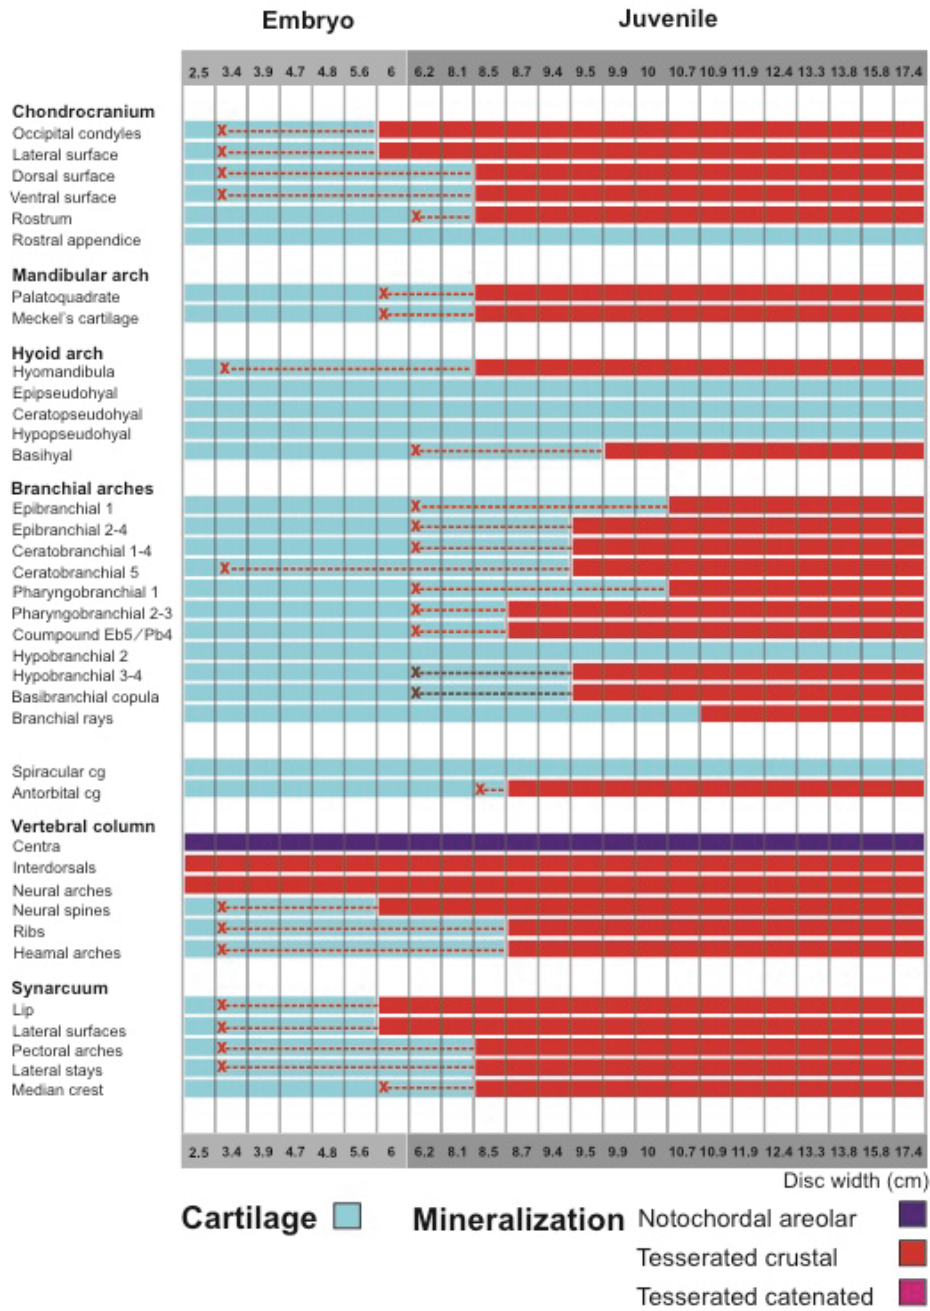 Embryo Juvenile
2.5 3.4 3.9 4.7 4.8 5.6 6 6.2 8.1 8.5 8.7 9.4 9.5 9.9 10 10.7 10.9 11.9 12.4 13.3 13.8 15.8 17.4
Chondrocranium
Occipital condyles
Lateral surface
Dorsal surface
Ventral surface
Rostrum
Rostral appendice
Mandibular arch
Palatoquadrate
Meckel's cartilage
Hyoid arch
Hyomandibula
Epipseudohyal
Ceratopseudohyal
Hypopseudohyal
Basihyal
Branchial arches
Epibranchial 1
Epibranchial 2-4
Ceratobranchial 1-4
Ceratobranchial 5
Pharyngobranchial 1
Pharyngobranchial 2-3
Coumpound Eb5/Pb4
Hypobranchial 2
Hypobranchial 3-4
Basibranchial copula
Branchial rays
Spiracular cg
Antorbital cg
Vertebral column
Centra
Interdorsals
Neural arches
Neural spines
Ribs
Heamal arches
Synarcuum
Lip
Lateral surfaces
Pectoral arches
Lateral stays
Median crest
2.5 3.4 3.9 4.7 4.8 5.6 6 6.2 8.1 8.5 8.7 9.4 9.5 9.9 10 10.7 10.9 11.9 12.4 13.3 13.8 15.8 17.4
Disc width (cm)
Cartilage Mineralization Notochordal areolar
Tesserated crustal
Tesserated catenated